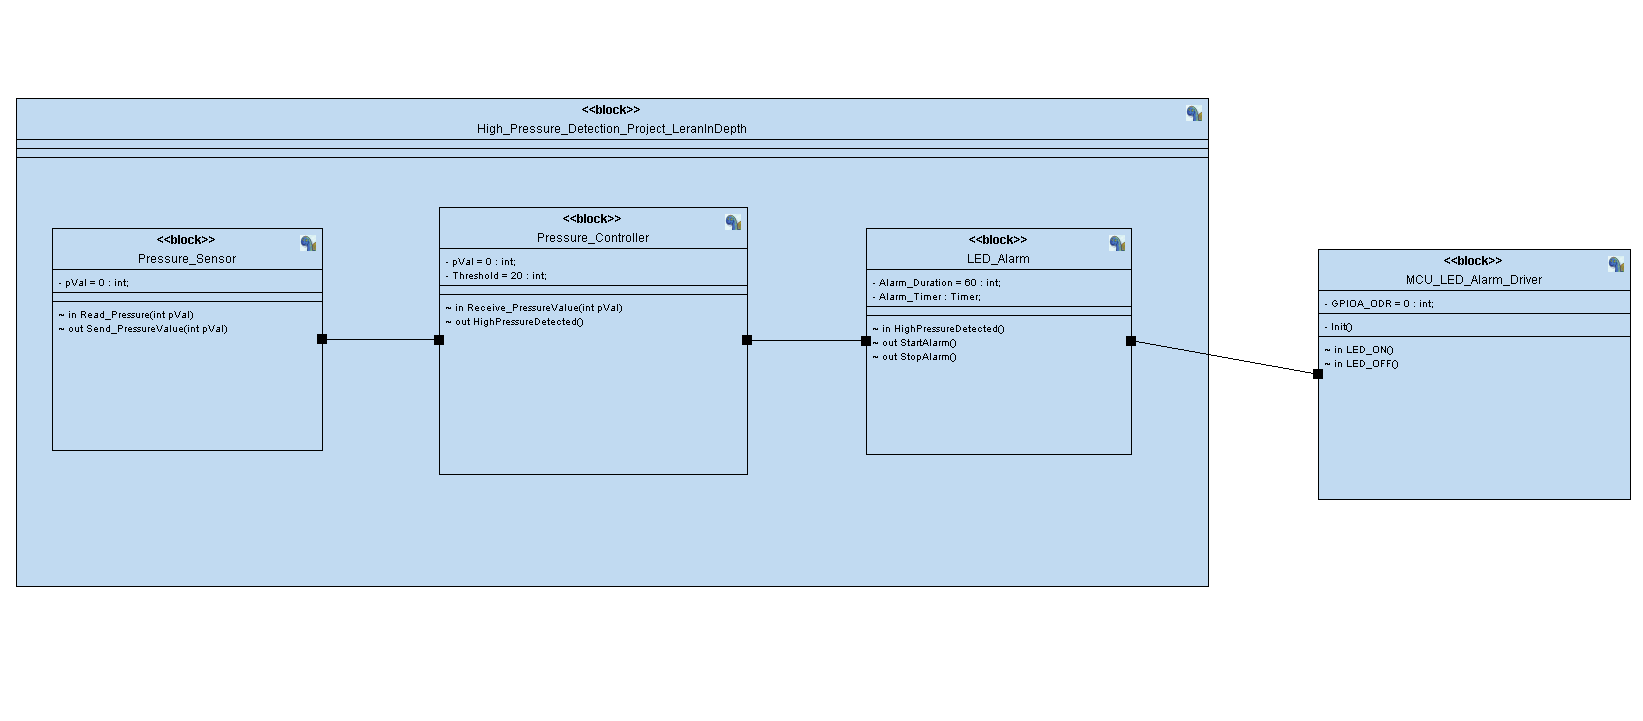 <<block>>
High_Pressure_Detection_Project_LeranInDepth
<<block>>
Pressure_Sensor
- pVal = 0 : int;
~ in Read_Pressure(int pVal)
~ out Send_PressureValue(int pVal)
<<block>>
Pressure_Controller
- pVal = 0 : int;
- Threshold = 20 : int;
~ in Receive_PressureValue(int pVal)
~ out HighPressureDetected()
<<block>>
LED_Alarm
- Alarm_Duration = 60 : int;
- Alarm_Timer : Timer;
~ in HighPressureDetected()
~ out StartAlarm()
~ out StopAlarm()
<<block>>
MCU_LED_Alarm_Driver
- GPIOA_ODR = 0 : int;
- Init()
~ in LED_ON()
~ in LED_OFF()